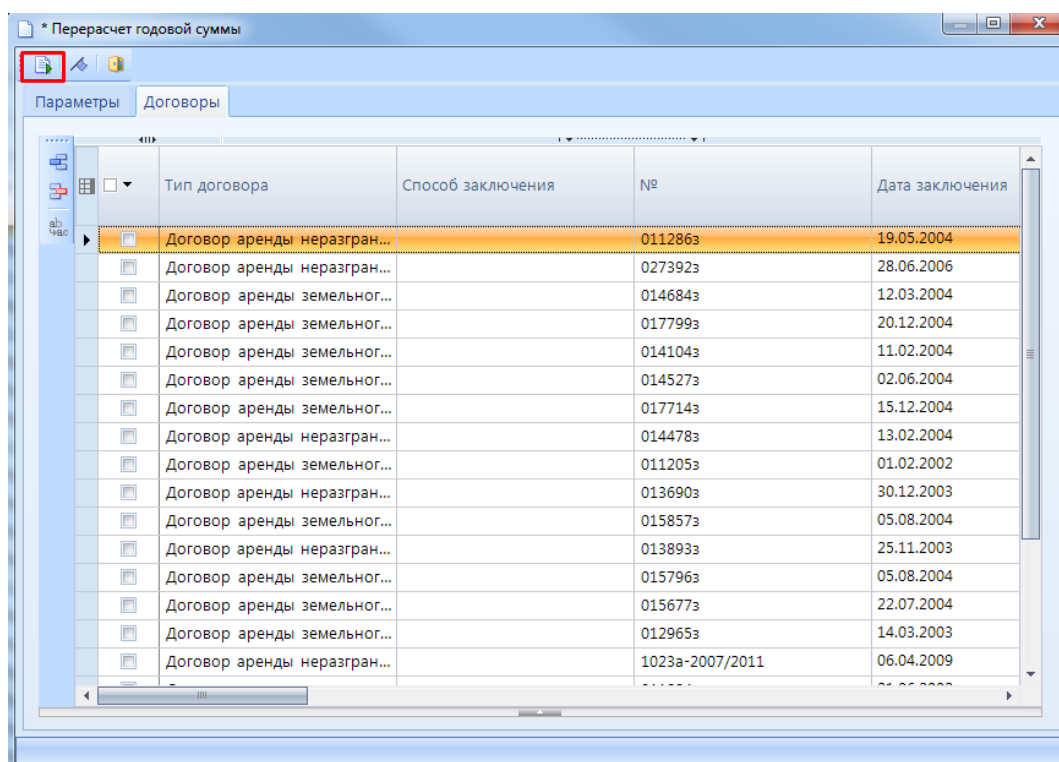 * Перерасчет годовой суммы
Параметры Договоры
Тип договора Способ заключения № Дата заключения
ab
ac
Договор аренды неразгран... 011286з 19.05.2004
Договор аренды неразгран... 027392з 28.06.2006
Договор аренды земельног... 014684з 12.03.2004
Договор аренды земельног... 017799з 20.12.2004
Договор аренды земельног... 014104з 11.02.2004
Договор аренды земельног... 014527з 02.06.2004
Договор аренды земельног... 017714з 15.12.2004
Договор аренды неразгран... 014478з 13.02.2004
Договор аренды земельног... 011205з 01.02.2002
Договор аренды неразгран... 013690з 30.12.2003
Договор аренды земельног... 015857з 05.08.2004
Договор аренды неразгран... 013893з 25.11.2003
Договор аренды земельног... 015796з 05.08.2004
Договор аренды земельног... 015677з 22.07.2004
Договор аренды земельног... 012965з 14.03.2003
Договор аренды неразгран... 1023а-2007/2011 06.04.2009